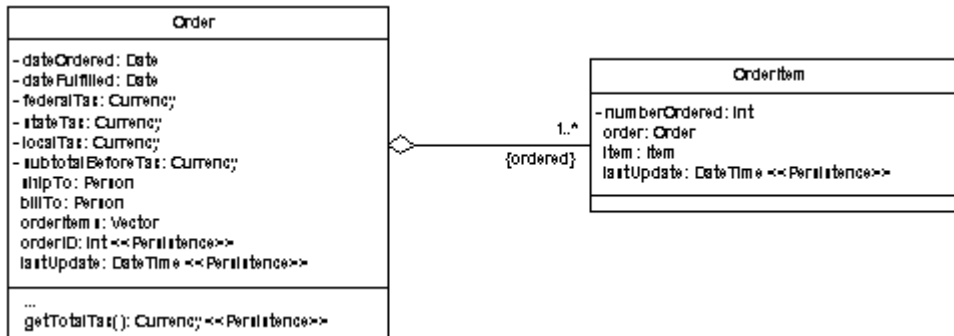 Order
- dateOrdered: Date
- dateFulfilled: Date
- federalTax: Currency
- stateTax: Currency
- localTax: Currency
- subtotalBeforeTax: Currency
shipTo: Person
billTo: Person
orderItems: Vector
orderID: Int <<Persistence>>
lastUpdate: DateTime <<Persistence>>
...
getTotalTax(): Currency <<Persistence>>
1..*
{ordered}
OrderItem
- numberOrdered: Int
order: Order
item: Item
lastUpdate: DateTime <<Persistence>>